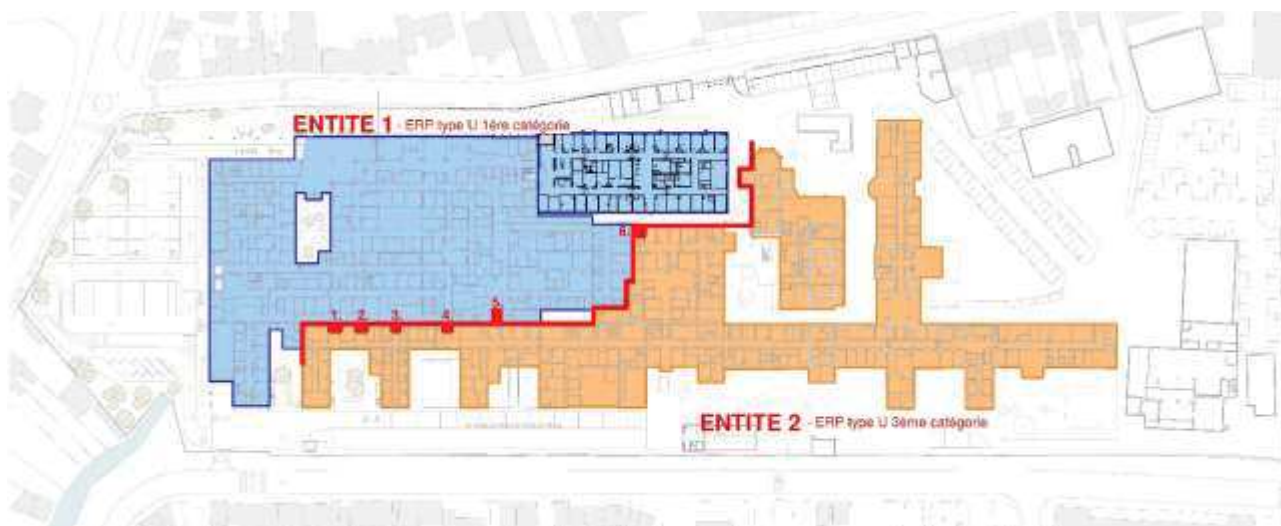 ENTITE 1 - ERP type U 1ère catégorie
6.
5.
1. 2. 3. 4.
ENTITE 2 - ERP type U 3ème catégorie